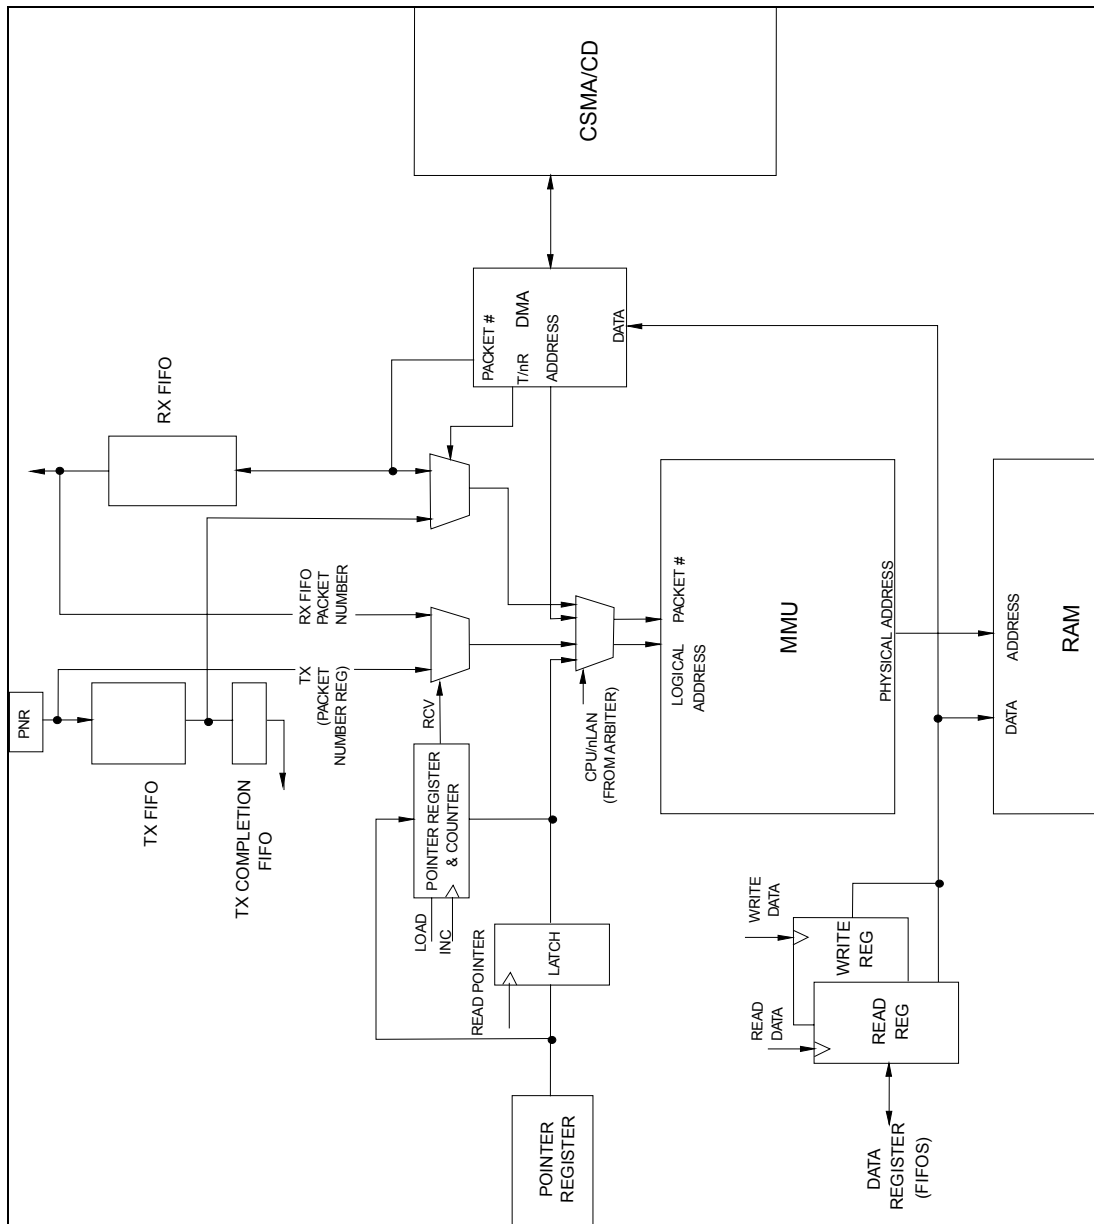 CSMA/CD
PACKET #
T/nR
DMA
ADDRESS
DATA
RX FIFO
RX FIFO
PACKET
NUMBER
TX
(PACKET
NUMBER REG)
PNR
TX FIFO
TX COMPLETION
FIFO
RCV
POINTER REGISTER
& COUNTER
LOAD
INC
READ POINTER
LATCH
POINTER
REGISTER
CPU/nLAN
(FROM ARBITER)
PACKET #
LOGICAL
ADDRESS
MMU
PHYSICAL ADDRESS
ADDRESS
DATA
RAM
WRITE
DATA
WRITE
REG
READ
DATA
READ
REG
DATA
REGISTER
(FIFOS)